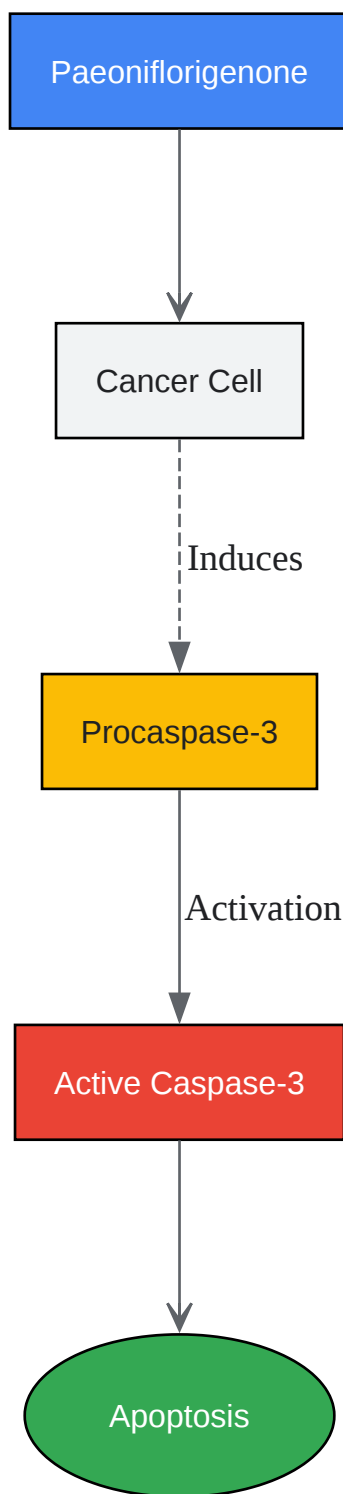 Paeoniflorigenone
Cancer Cell
Induces
Procaspase-3
Activation
Active Caspase-3
Apoptosis